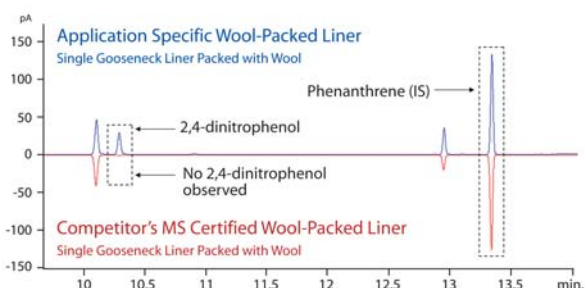 pA
Application Specific Wool-Packed Liner
Single Gooseneck Liner Packed with Wool
150
100
50
0
-50
-100
-150
Phenanthrene (IS)
2,4-dinitrophenol
No 2,4-dinitrophenol
observed
Competitor's MS Certified Wool-Packed Liner
Single Gooseneck Liner Packed with Wool
10 10.5 11 11.5 12 12.5 13 13.5 min.